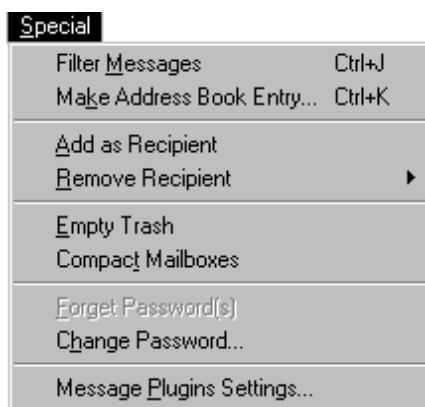 Special
Filter Messages Ctrl+J
Make Address Book Entry... Ctrl+K
Add as Recipient
Remove Recipient
Empty Trash
Compact Mailboxes
Forget Password(s)
Change Password...
Message Plugins Settings...